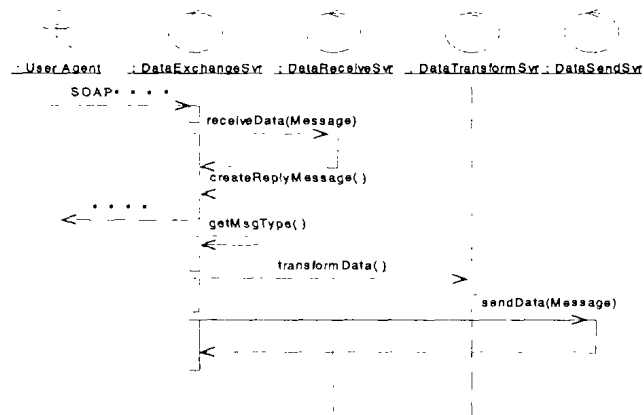 : User Agent
: DataExchangeSvr
: DataReceiveSvr
: DataTransformSvr
: DataSendSvr
SOAP
receiveData(Message)
createReplyMessage()
getMsgType()
transformData()
sendData(Message)